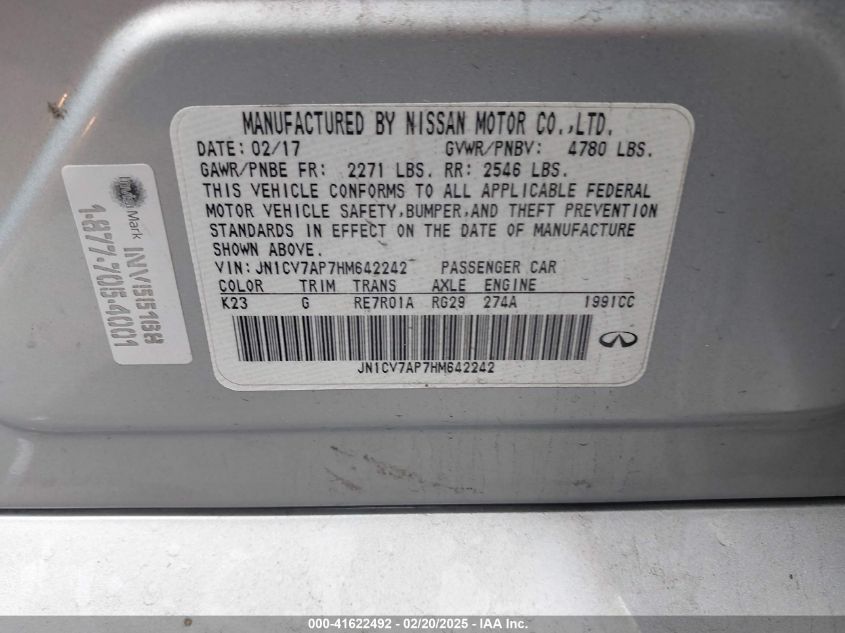 MANUFACTURED BY NISSAN MOTOR CO.,LTD.
DATE: 02/17 GVWR/PNBV: 4780 LBS.
GAWR/PNBE FR: 2271 LBS. RR: 2546 LBS.
THIS VEHICLE CONFORMS TO ALL APPLICABLE FEDERAL
MOTOR VEHICLE SAFETY,BUMPER,AND THEFT PREVENTION
STANDARDS IN EFFECT ON THE DATE OF MANUFACTURE
SHOWN ABOVE.
VIN: JN1CV7AP7HM642242 PASSENGER CAR
COLOR TRIM TRANS AXLE ENGINE
K23 G RE7R01A RG29 274A 1991CC
JN1CV7AP7HM642242
Mark
1-877-705-4001
000-41622492 - 02/20/2025 - IAA Inc.